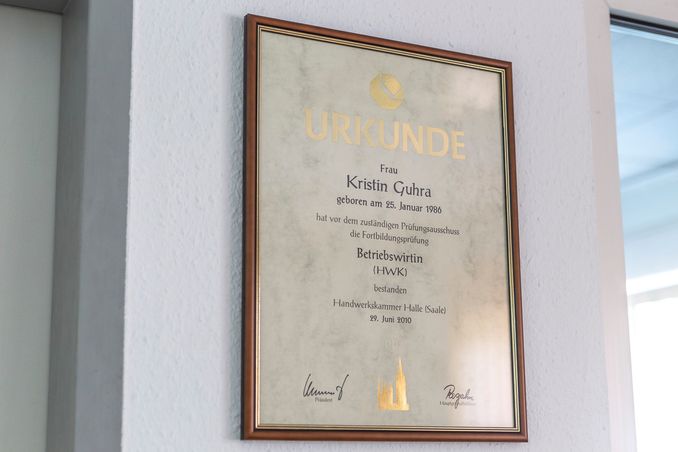 URKUNDE
Frau
Kristin Guhra
geboren am 25. Januar 1986
hat vor dem zuständigen Prüfungsausschuss
die Fortbildungsprüfung
Betriebswirtin
(HWK)
bestanden
Handwerkskammer Halle (Saale)
29. Juni 2010
Präsident